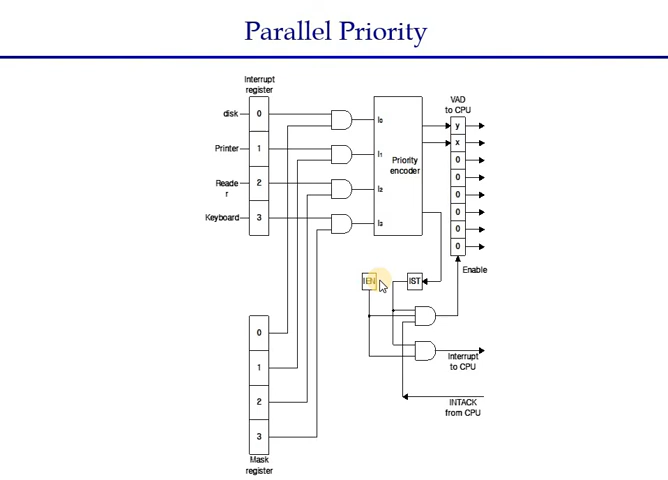 Parallel Priority
Interrupt
register
VAD
to CPU
disk
0
I0
y
x
Printer
1
I1
Priority
encoder
0
0
Reade
r
2
I2
0
0
Keyboard
3
I3
0
0
IEN
IST
Enable
0
1
Interrupt
to CPU
2
INTACK
from CPU
3
Mask
register